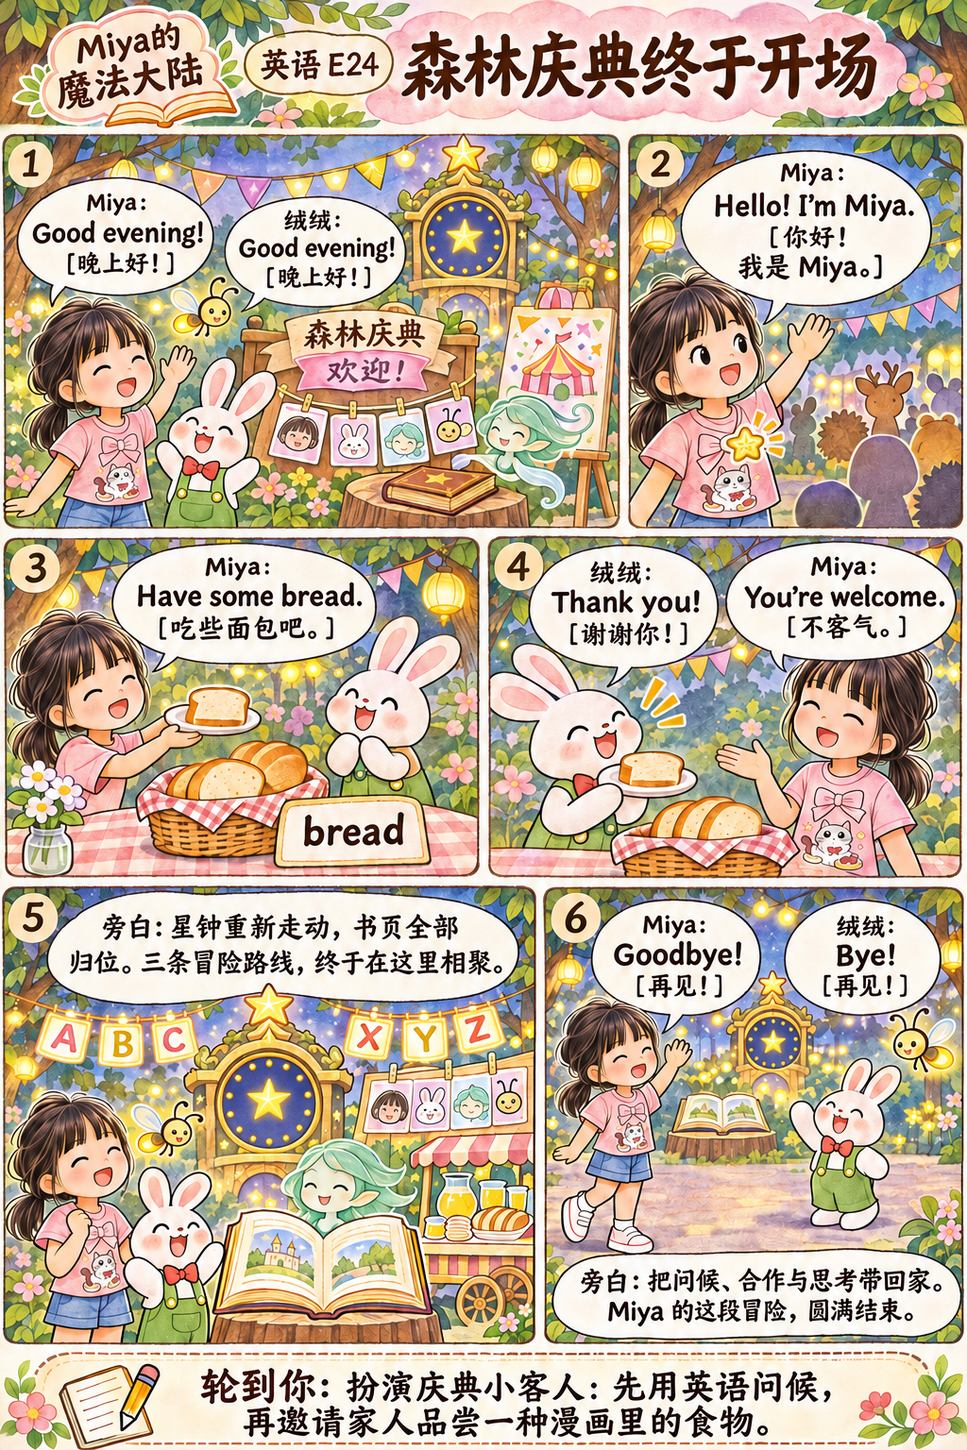 Miya的
魔法大陆
英语 E24
森林庆典终于开场
1
Miya:
Good evening!
[晚上好!]
绒绒:
Good evening!
[晚上好!]
森林庆典
欢迎!
2
Miya:
Hello! I'm Miya.
[你好!
我是 Miya。]
3
Miya:
Have some bread.
[吃些面包吧。]
bread
4
绒绒:
Thank you!
[谢谢你!]
Miya:
You're welcome.
[不客气。]
5
旁白: 星钟重新走动, 书页全部
归位。三条冒险路线, 终于在这里相聚。
A B C X Y Z
6
Miya:
Goodbye!
[再见!]
绒绒:
Bye!
[再见!]
旁白: 把问候、合作与思考带回家。
Miya 的这段冒险, 圆满结束。
轮到你: 扮演庆典小客人: 先用英语问候,
再邀请家人品尝一种漫画里的食物。